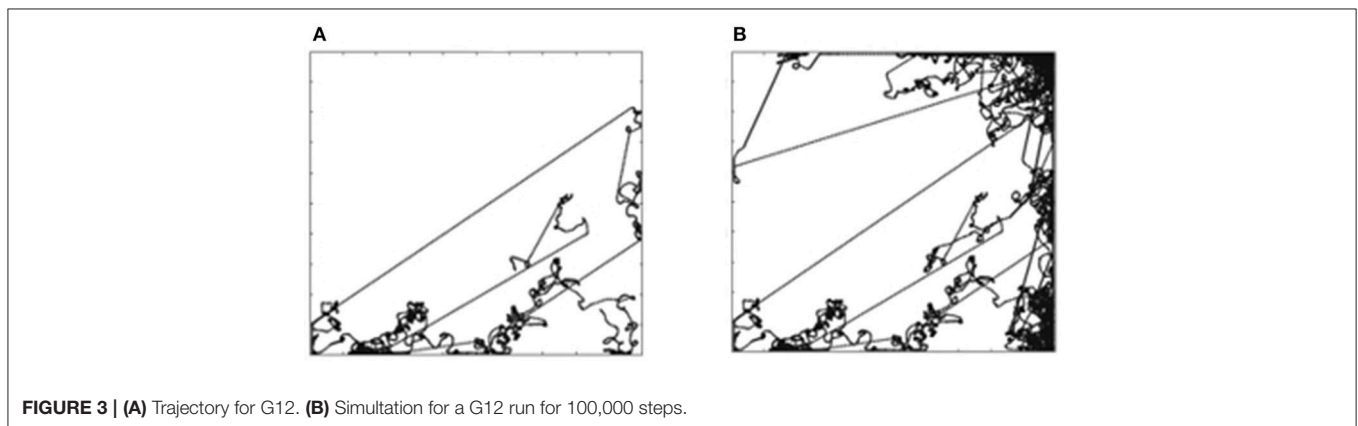 A
B
FIGURE 3 | (A) Trajectory for G12. (B) Simultation for a G12 run for 100,000 steps.